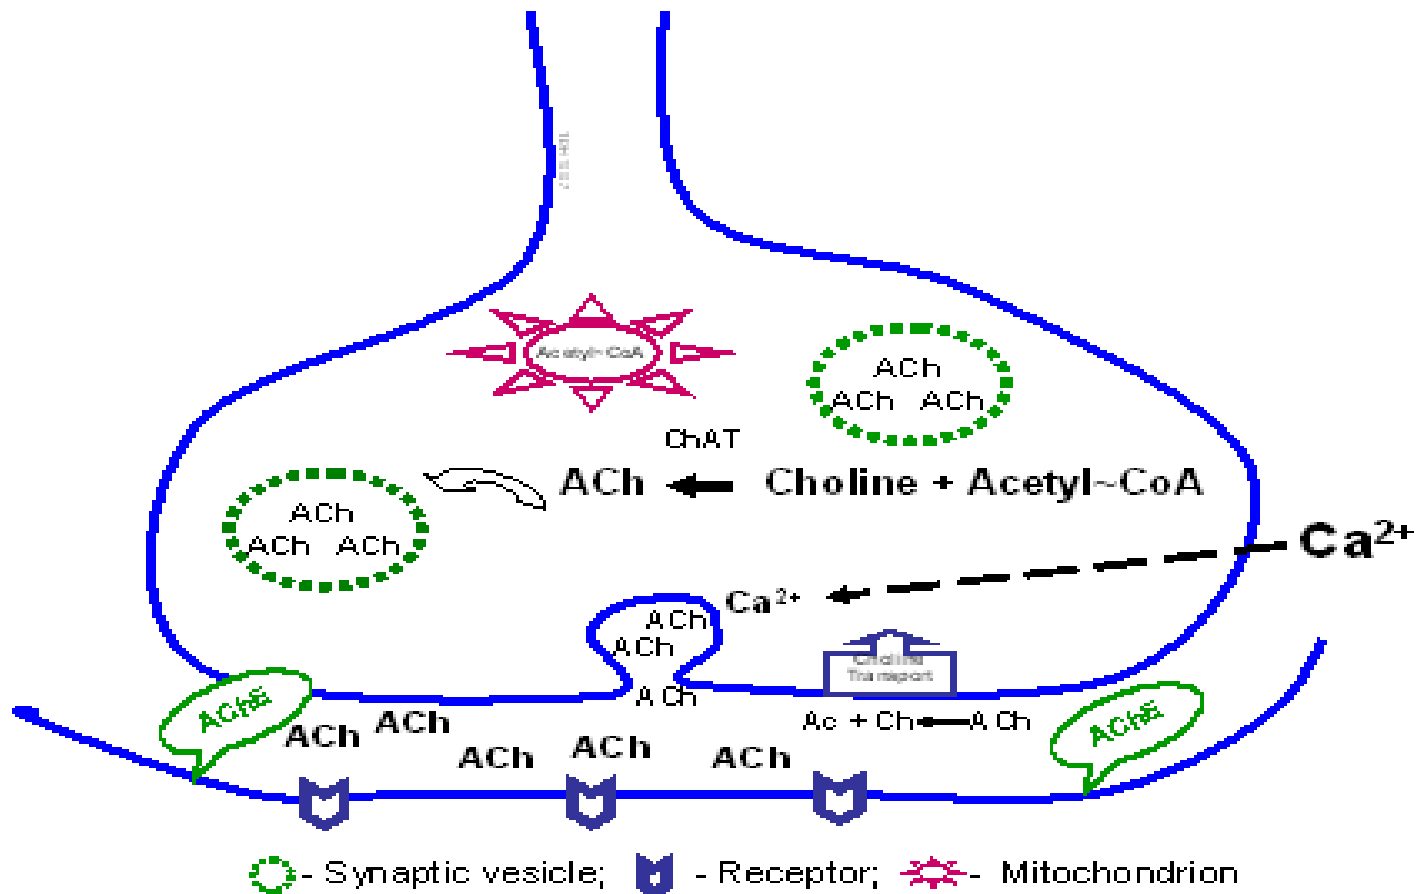 Acetyl~CoA
ACh
ACh ACh
ChAT
ACh Choline + Acetyl~CoA
ACh
ACh ACh
Ca²⁺
Ca²⁺
ACh
ACh
ACh
Choline
Transport
AChE
ACh ACh
Ac + Ch ACh
AChE
ACh ACh ACh
- Synaptic vesicle; - Receptor; - Mitochondrion